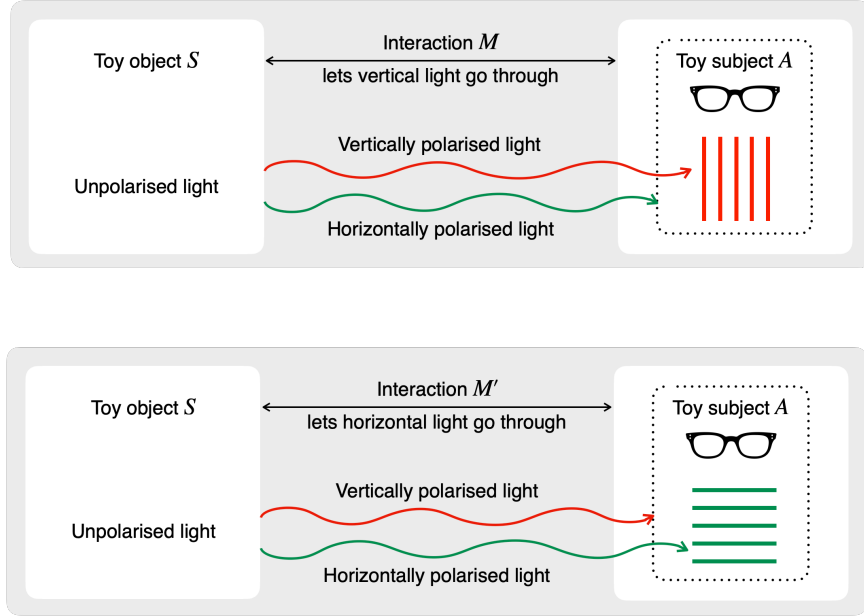 Toy object S
Interaction M
lets vertical light go through
Toy subject A
Vertically polarised light
Unpolarised light
Horizontally polarised light
Toy object S
Interaction M′
lets horizontal light go through
Toy subject A
Vertically polarised light
Unpolarised light
Horizontally polarised light